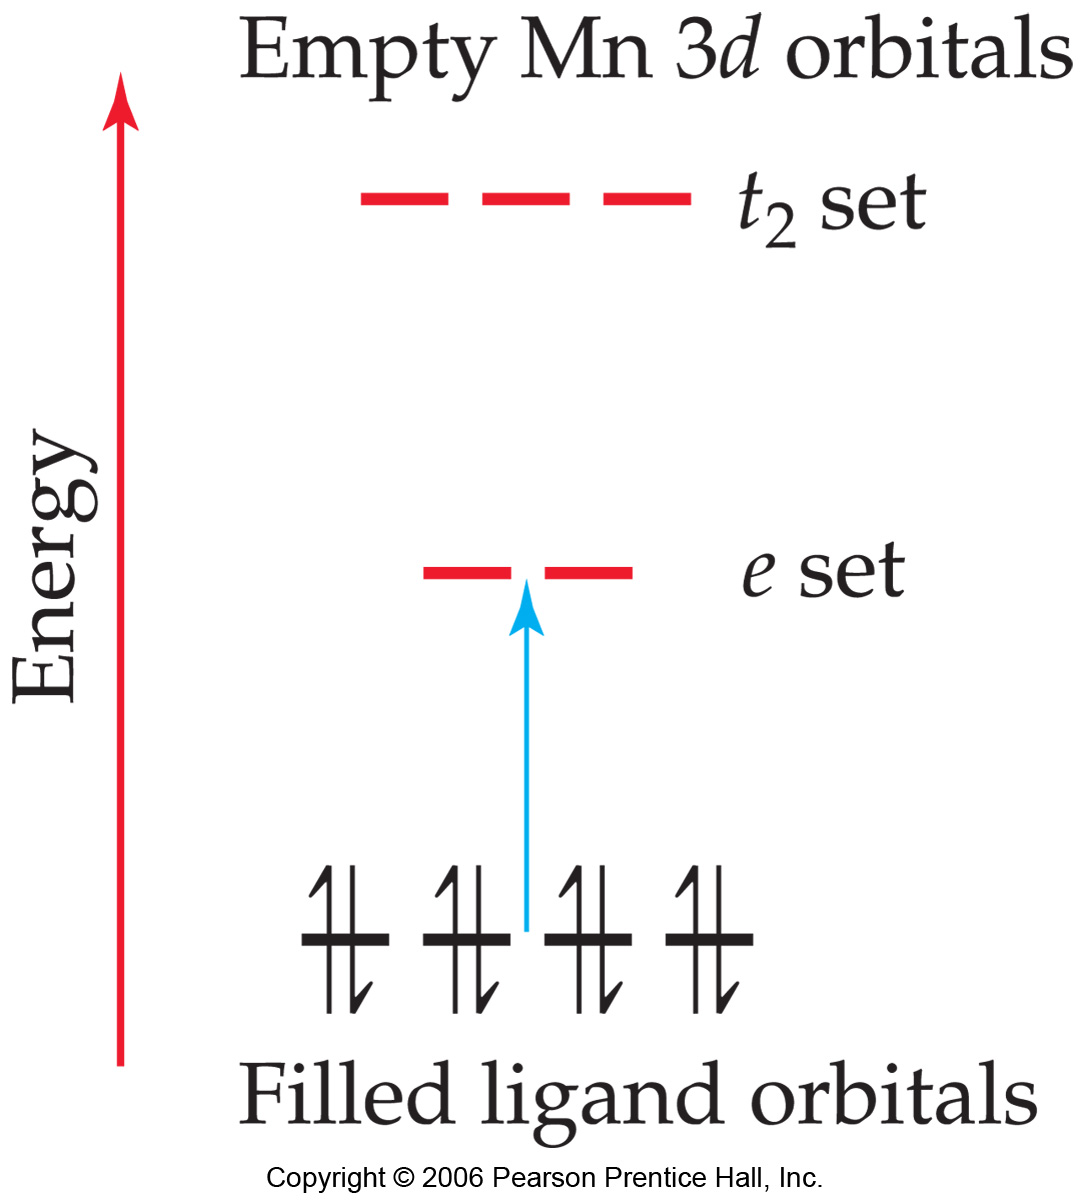 Empty Mn 3d orbitals
t₂ set
Energy
e set
Filled ligand orbitals
Copyright © 2006 Pearson Prentice Hall, Inc.